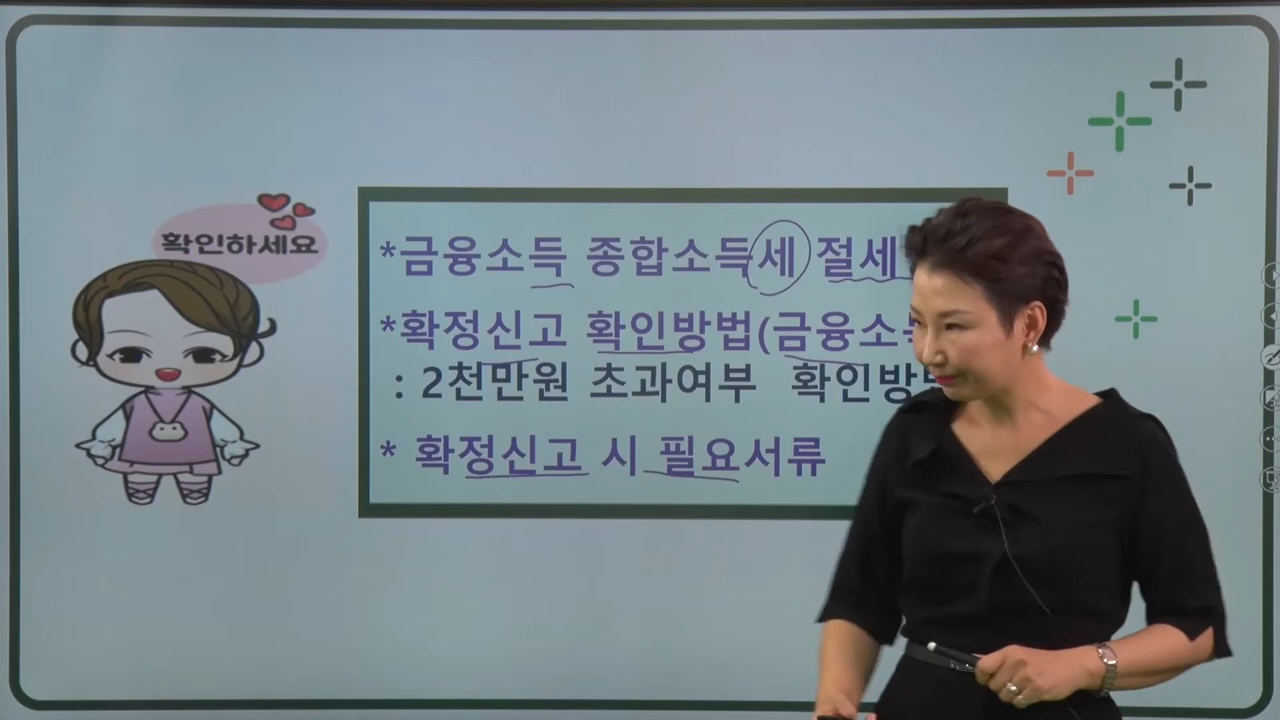 확인하세요
*금융소득 종합소득세 절세
*확정신고 확인방법(금융소
: 2천만원 초과여부 확인방
* 확정신고 시 필요서류